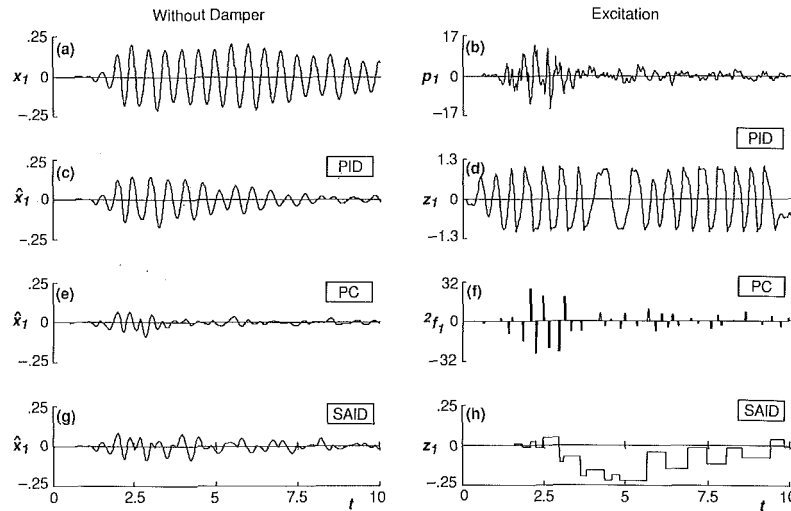 Without Damper
.25
(a)
x1
0
-.25
Excitation
17
(b)
p1
0
-17
.25
(c)
PID
x̂1
0
-.25
PID
1.3
(d)
z1
0
-1.3
.25
(e)
PC
x̂1
0
-.25
32
(f)
PC
2f1
0
-32
.25
(g)
SAID
x̂1
0
-.25
0
2.5
5
7.5
10
t
.25
(h)
SAID
z1
0
-.25
0
2.5
5
7.5
10
t